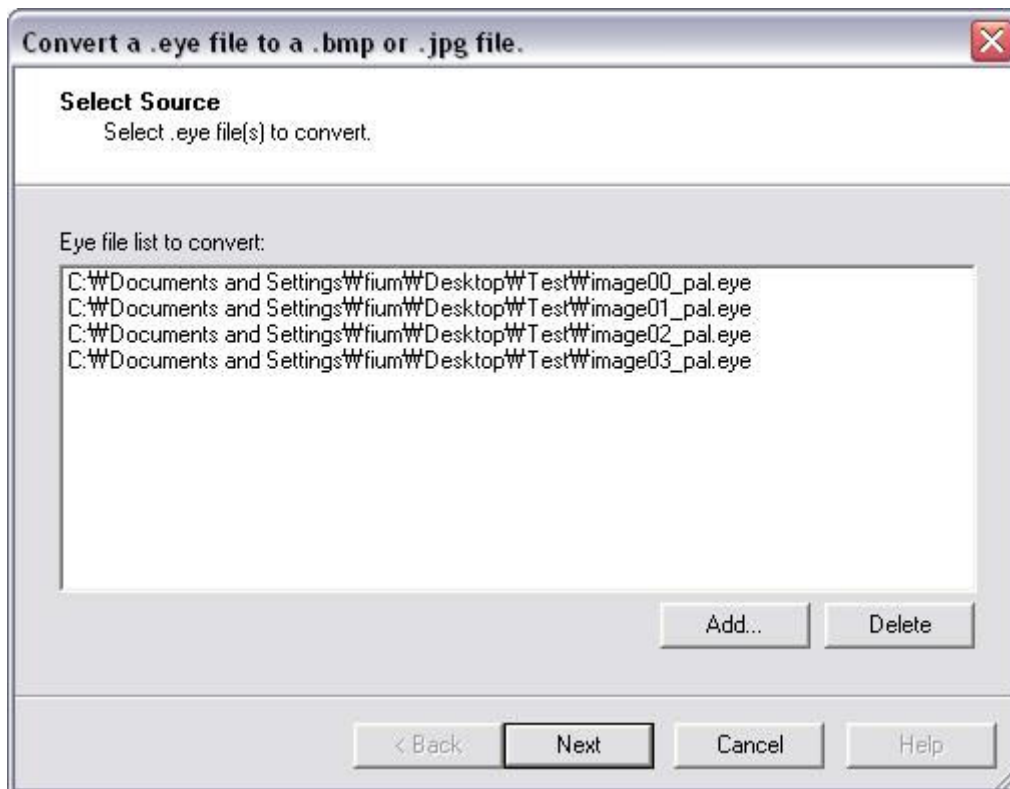 Convert a .eye file to a .bmp or .jpg file.
Select Source
Select .eye file(s) to convert.
Eye file list to convert:
C:₩Documents and Settings₩fium₩Desktop₩Test₩image00_pal.eye
C:₩Documents and Settings₩fium₩Desktop₩Test₩image01_pal.eye
C:₩Documents and Settings₩fium₩Desktop₩Test₩image02_pal.eye
C:₩Documents and Settings₩fium₩Desktop₩Test₩image03_pal.eye
Add... Delete
< Back Next Cancel Help